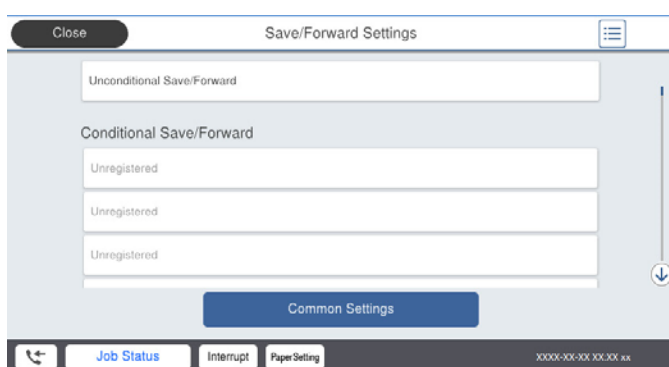 Close
Save/Forward Settings
Unconditional Save/Forward
Conditional Save/Forward
Unregistered
Unregistered
Unregistered
Common Settings
Job Status
Interrupt
Paper Setting
XXXX-XX-XX XX:XX xx